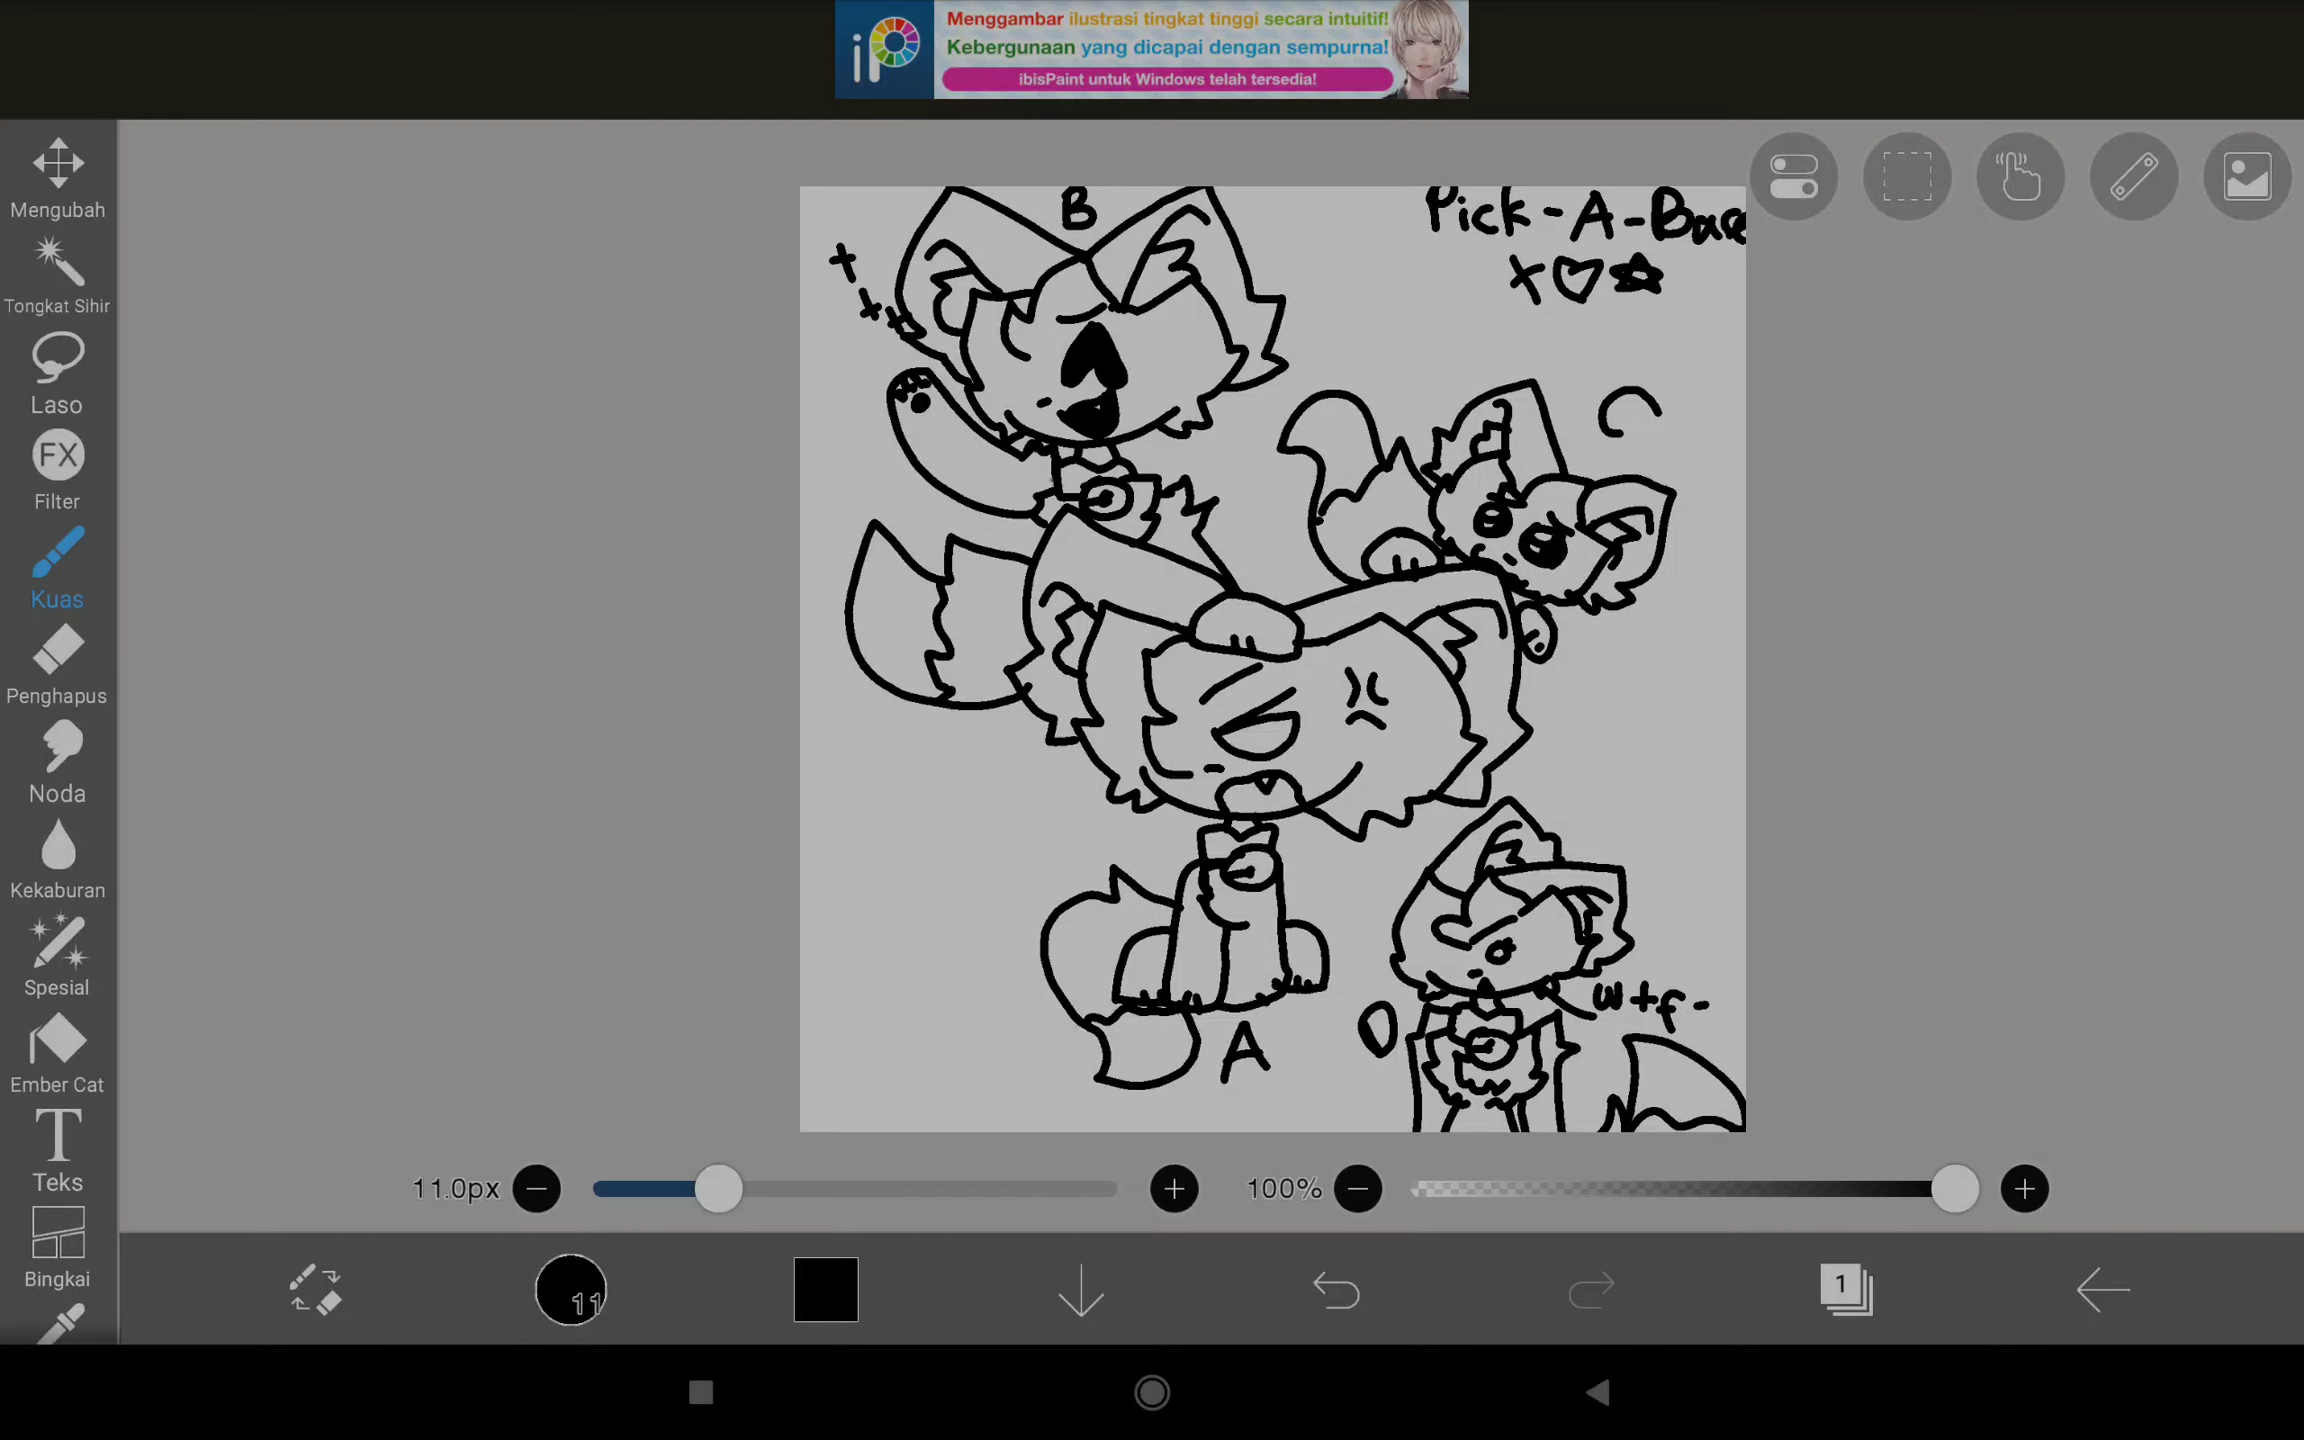 iP
Menggambar ilustrasi tingkat tinggi secara intuitif!
Kebergunaan yang dicapai dengan sempurna!
ibisPaint untuk Windows telah tersedia!
Mengubah
Tongkat Sihir
Laso
FX
Filter
Kuas
Penghapus
Noda
Kekaburan
Spesial
Ember Cat
T
Teks
Bingkai
B
Pick-A-Base
C
A
D
wtf-
11.0px
100%
11
1